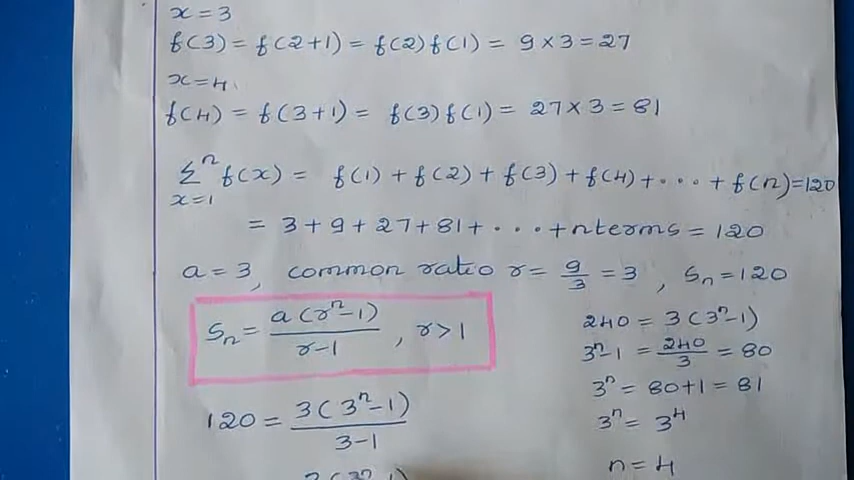 x = 3
f(3) = f(2+1) = f(2) f(1) = 9 × 3 = 27
x = 4
f(4) = f(3+1) = f(3) f(1) = 27 × 3 = 81
n
Σ f(x) = f(1) + f(2) + f(3) + f(4) + ... + f(n) = 120
x=1
= 3 + 9 + 27 + 81 + ... + n terms = 120
a = 3, common ratio r = 9/3 = 3, Sn = 120
Sn = a(rⁿ-1)/r-1, r > 1
120 = 3(3ⁿ-1)/3-1
240 = 3(3ⁿ-1)
3ⁿ-1 = 240/3 = 80
3ⁿ = 80+1 = 81
3ⁿ = 3⁴
n = 4